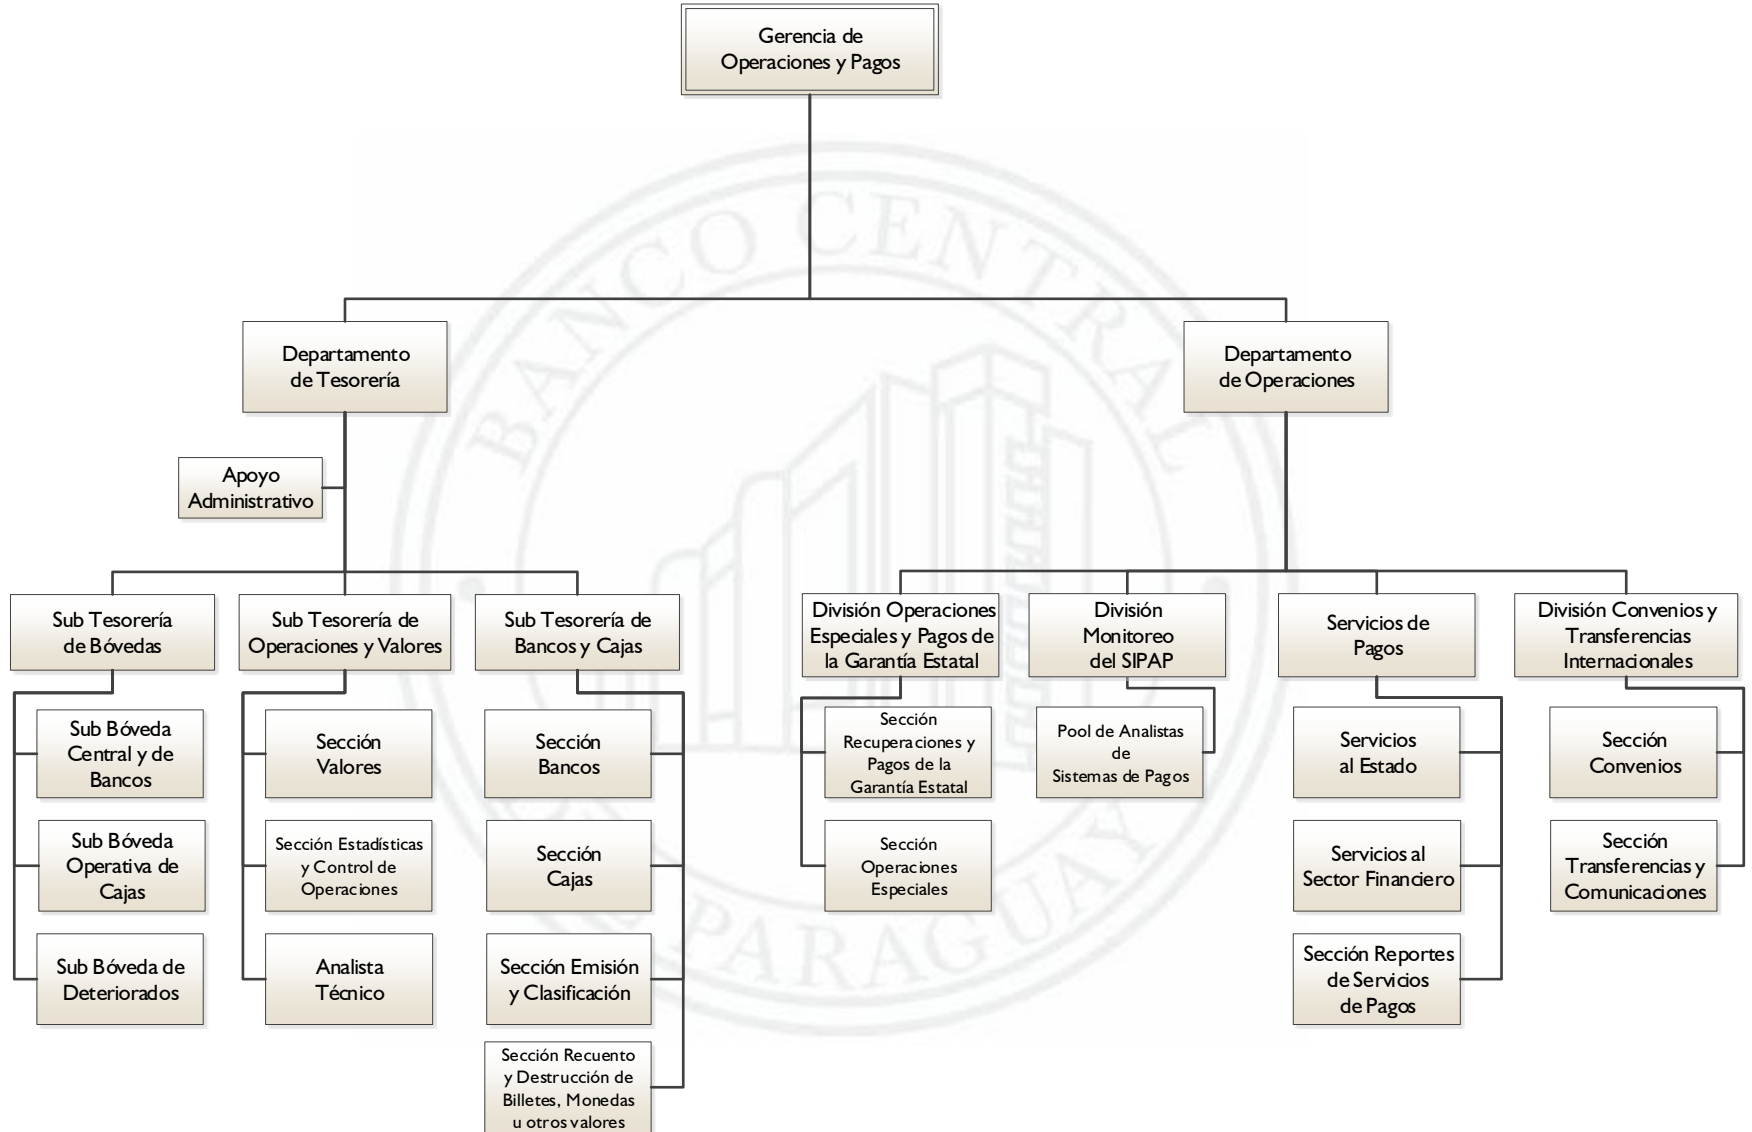 Gerencia de
Operaciones y Pagos
BANCO CENTRAL
DEL PARAGUAY
Departamento
de Tesorería
Departamento
de Operaciones
Apoyo
Administrativo
Sub Tesorería
de Bóvedas
Sub Tesorería de
Operaciones y Valores
Sub Tesorería de
Bancos y Cajas
División Operaciones
Especiales y Pagos de
la Garantía Estatal
División
Monitoreo
del SIPAP
Servicios de
Pagos
División Convenios y
Transferencias
Internacionales
Sub Bóveda
Central y de
Bancos
Sección
Valores
Sección
Bancos
Sección
Recuperaciones y
Pagos de la
Garantía Estatal
Pool de Analistas
de
Sistemas de Pagos
Servicios
al Estado
Sección
Convenios
Sub Bóveda
Operativa de
Cajas
Sección Estadísticas
y Control de
Operaciones
Sección
Cajas
Sección
Operaciones
Especiales
Servicios al
Sector Financiero
Sección
Transferencias y
Comunicaciones
Sub Bóveda de
Deteriorados
Analista
Técnico
Sección Emisión
y Clasificación
Sección Reportes
de Servicios
de Pagos
Sección Recuento
y Destrucción de
Billetes, Monedas
u otros valores